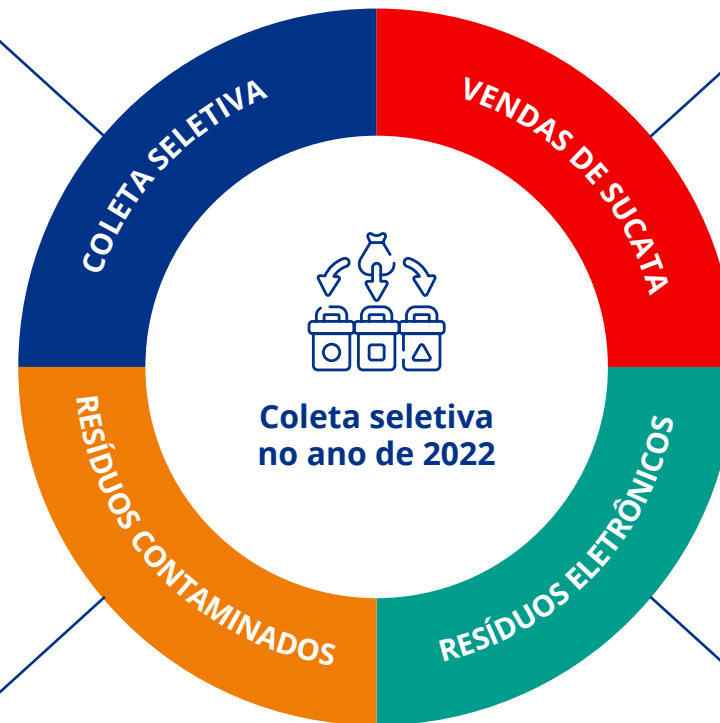 COLETA SELETIVA
VENDAS DE SUCATA
Coleta seletiva
no ano de 2022
RESÍDUOS CONTAMINADOS
RESÍDUOS ELETRÔNICOS